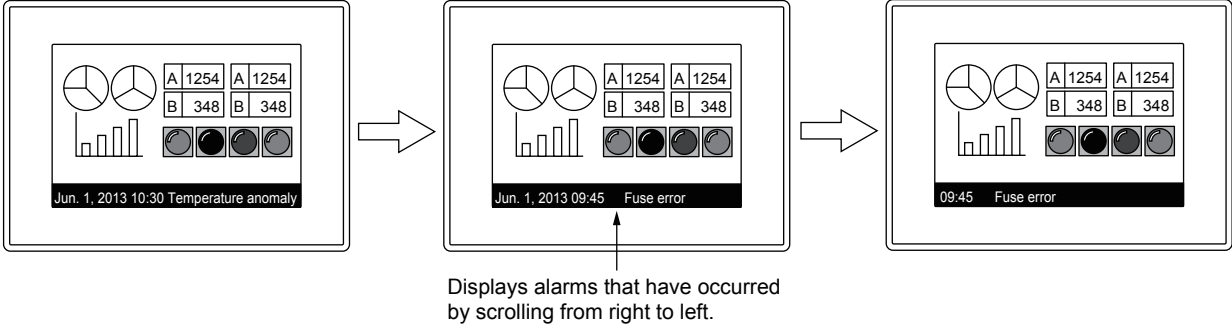 A 1254 A 1254
B 348 B 348
Jun. 1, 2013 10:30 Temperature anomaly
A 1254 A 1254
B 348 B 348
Jun. 1, 2013 09:45 Fuse error
A 1254 A 1254
B 348 B 348
09:45 Fuse error
Displays alarms that have occurred
by scrolling from right to left.